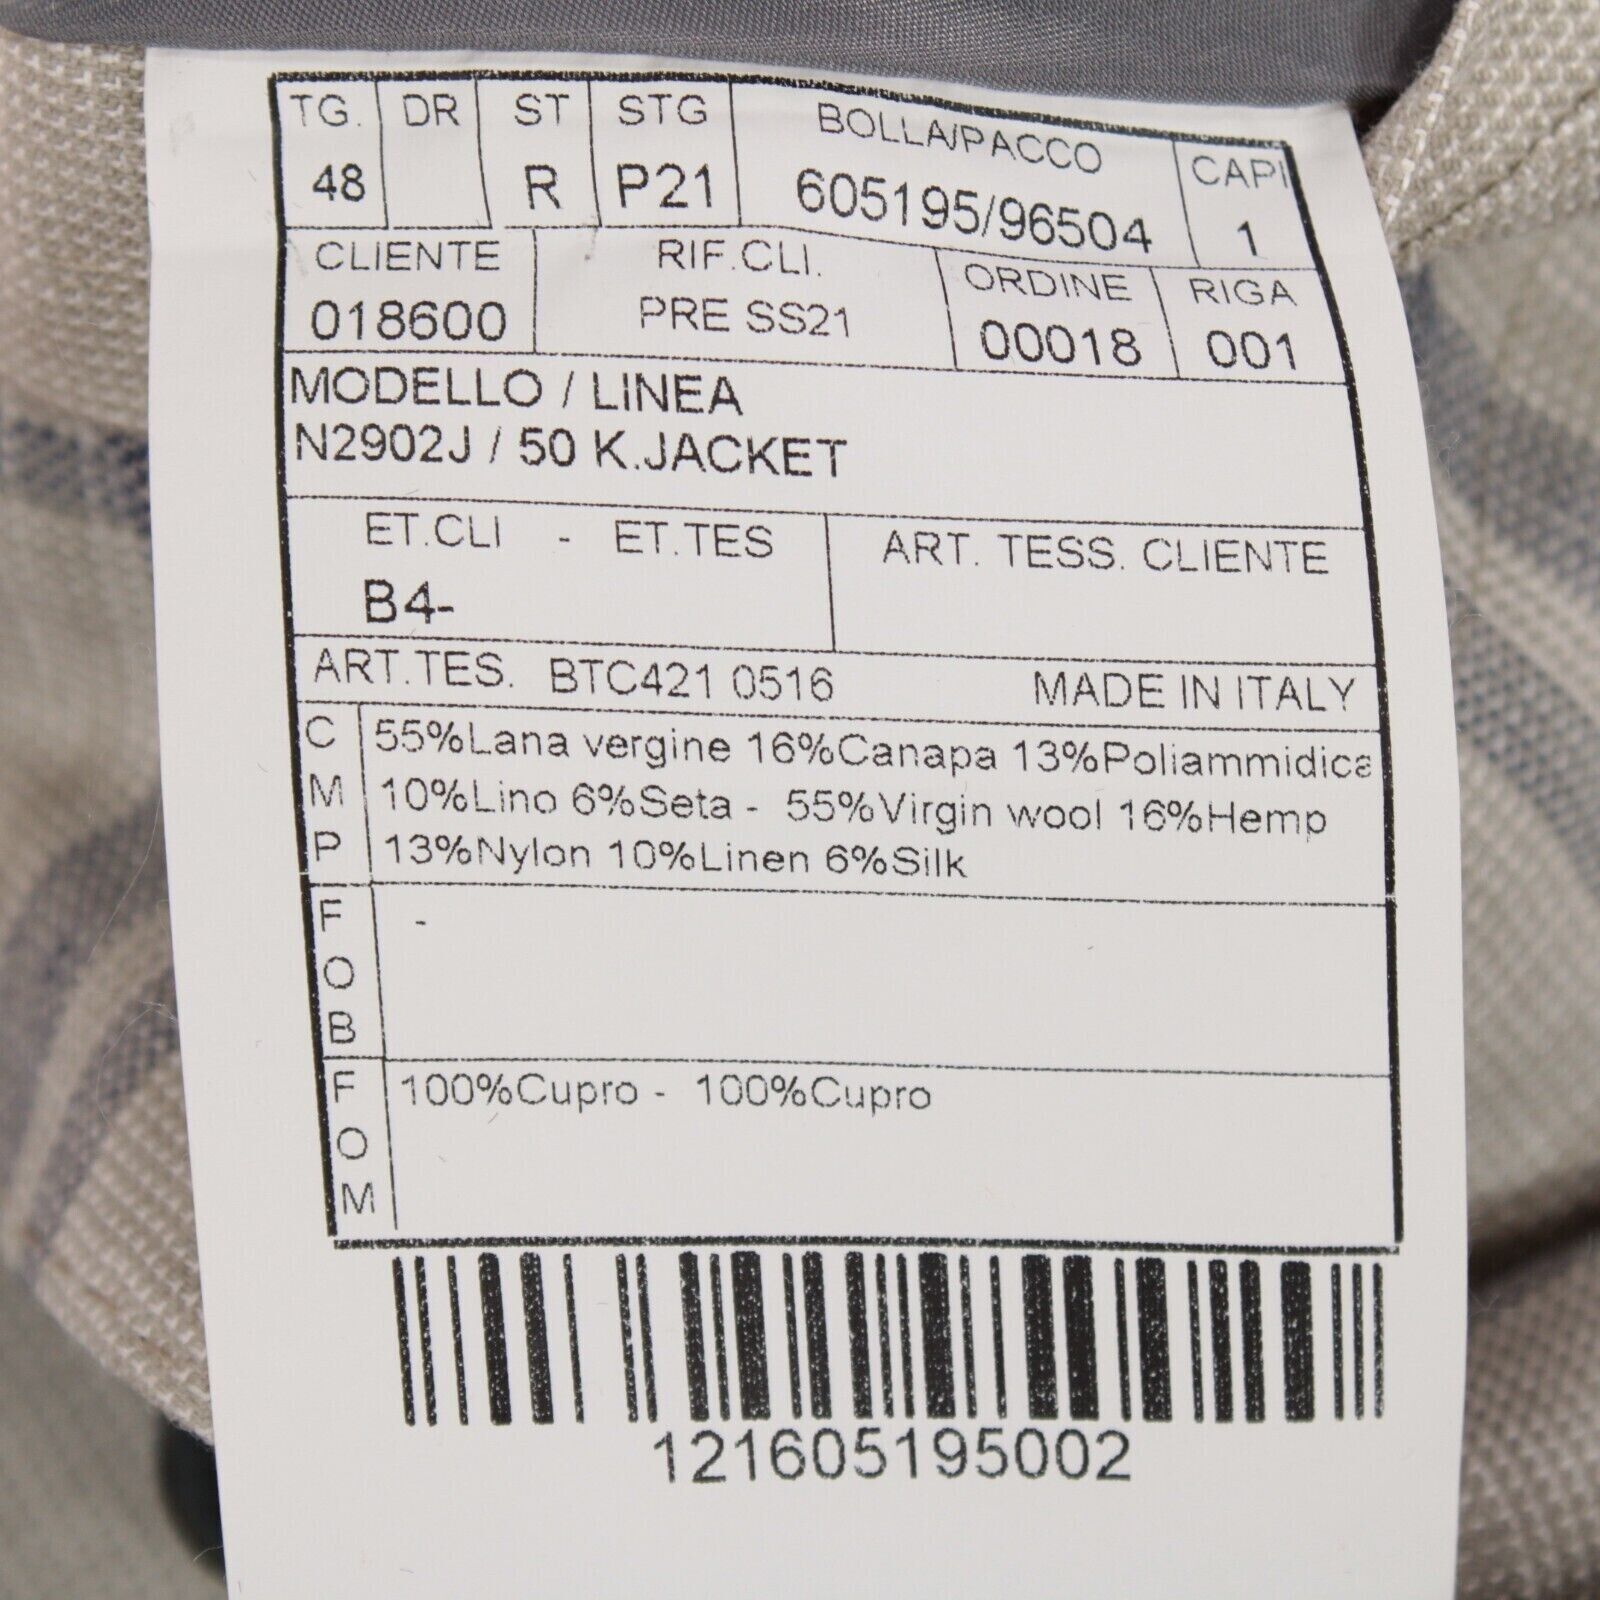 TG. DR ST STG BOLLA/PACCO CAPI
48 R P21 605195/96504 1
CLIENTE RIF.CLI. ORDINE RIGA
018600 PRE SS21 00018 001
MODELLO / LINEA
N2902J / 50 K.JACKET
ET.CLI - ET.TES ART. TESS. CLIENTE
B4-
ART.TES. BTC421 0516 MADE IN ITALY
CMP
55%Lana vergine 16%Canapa 13%Poliammidica
10%Lino 6%Seta - 55%Virgin wool 16%Hemp
13%Nylon 10%Linen 6%Silk
FOB
-
FOM
100%Cupro - 100%Cupro
121605195002